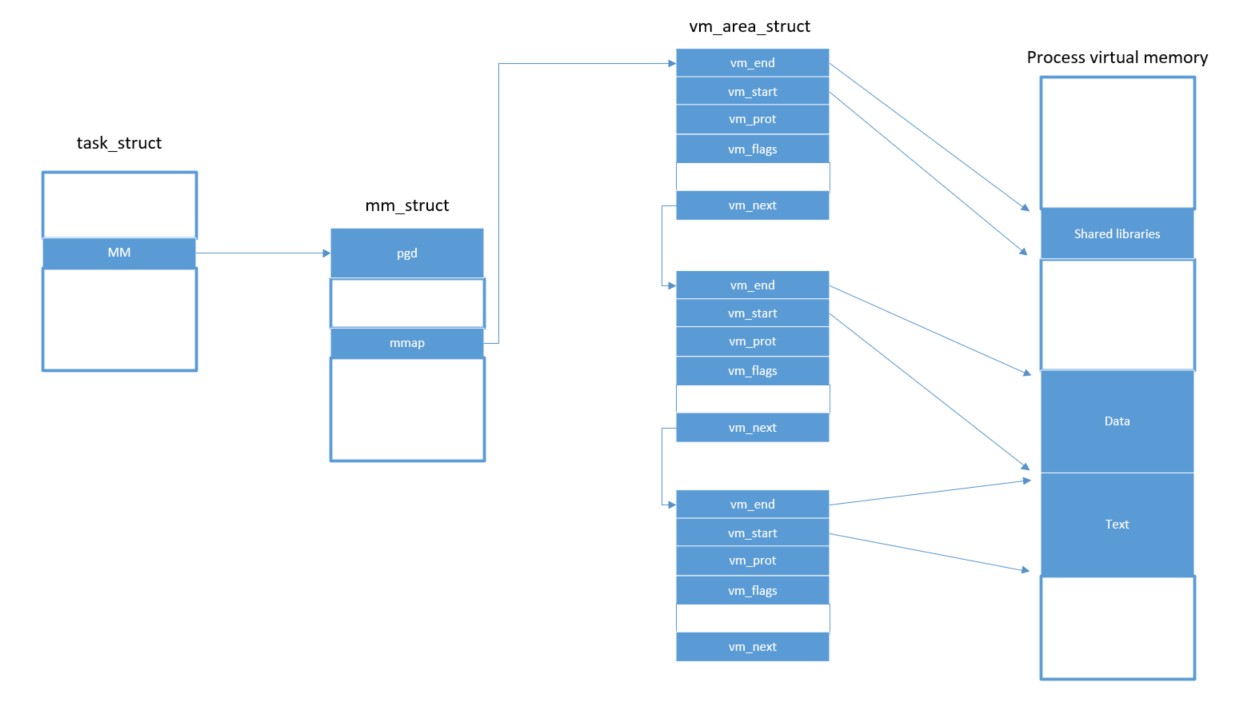 task_struct
MM
mm_struct
pgd
mmap
vm_area_struct
vm_end
vm_start
vm_prot
vm_flags
vm_next
vm_end
vm_start
vm_prot
vm_flags
vm_next
vm_end
vm_start
vm_prot
vm_flags
vm_next
Process virtual memory
Shared libraries
Data
Text